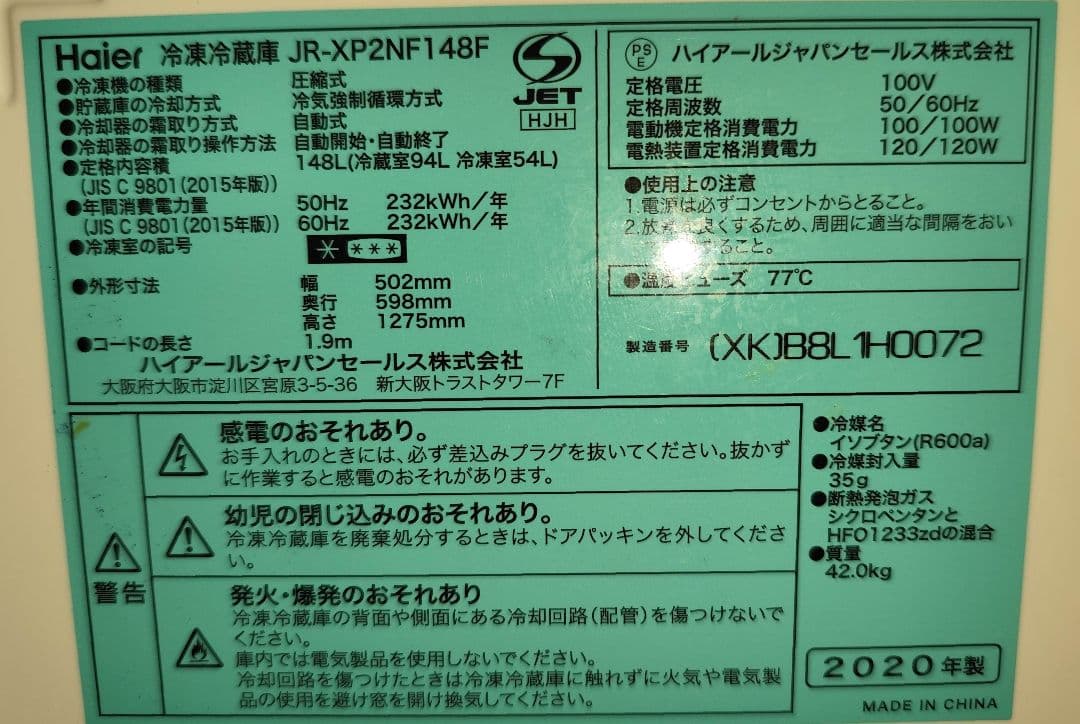 Haier 冷凍冷蔵庫 JR-XP2NF148F
●冷凍機の種類 圧縮式
●貯蔵庫の冷却方式 冷気強制循環方式
●冷却器の霜取り方式 自動式
●冷却器の霜取り操作方法 自動開始・自動終了
●定格内容積 148L(冷蔵室94L 冷凍室54L)
(JIS C 9801(2015年版))
●年間消費電力量 50Hz 232kWh/年
(JIS C 9801(2015年版)) 60Hz 232kWh/年
●冷凍室の記号 * ***
●外形寸法 幅 502mm
奥行 598mm
高さ 1275mm
●コードの長さ 1.9m
ハイアールジャパンセールス株式会社
大阪府大阪市淀川区宮原3-5-36 新大阪トラストタワー7F
S
JET
HJH
PSE ハイアールジャパンセールス株式会社
定格電圧 100V
定格周波数 50/60Hz
電動機定格消費電力 100/100W
電熱装置定格消費電力 120/120W
●使用上の注意
1.電源は必ずコンセントからとること。
2.放熱を良くするため、周囲に適当な間隔をおい
ること。
●温度ヒューズ 77℃
製造番号 (XK)B8L1H0072
警告
感電のおそれあり。
お手入れのときには、必ず差込みプラグを抜いてください。抜かず
に作業すると感電のおそれがあります。
幼児の閉じ込めのおそれあり。
冷凍冷蔵庫を廃棄処分するときは、ドアパッキンを外してくださ
い。
発火・爆発のおそれあり
冷凍冷蔵庫の背面や側面にある冷却回路(配管)を傷つけないで
ください。
庫内では電気製品を使用しないでください。
冷却回路を傷つけたときは冷凍冷蔵庫に触れずに火気や電気製
品の使用を避け窓を開け換気してください。
●冷媒名
イソブタン(R600a)
●冷媒封入量
35g
●断熱発泡ガス
シクロペンタンと
HFO1233zdの混合
●質量
42.0kg
2020年製
MADE IN CHINA